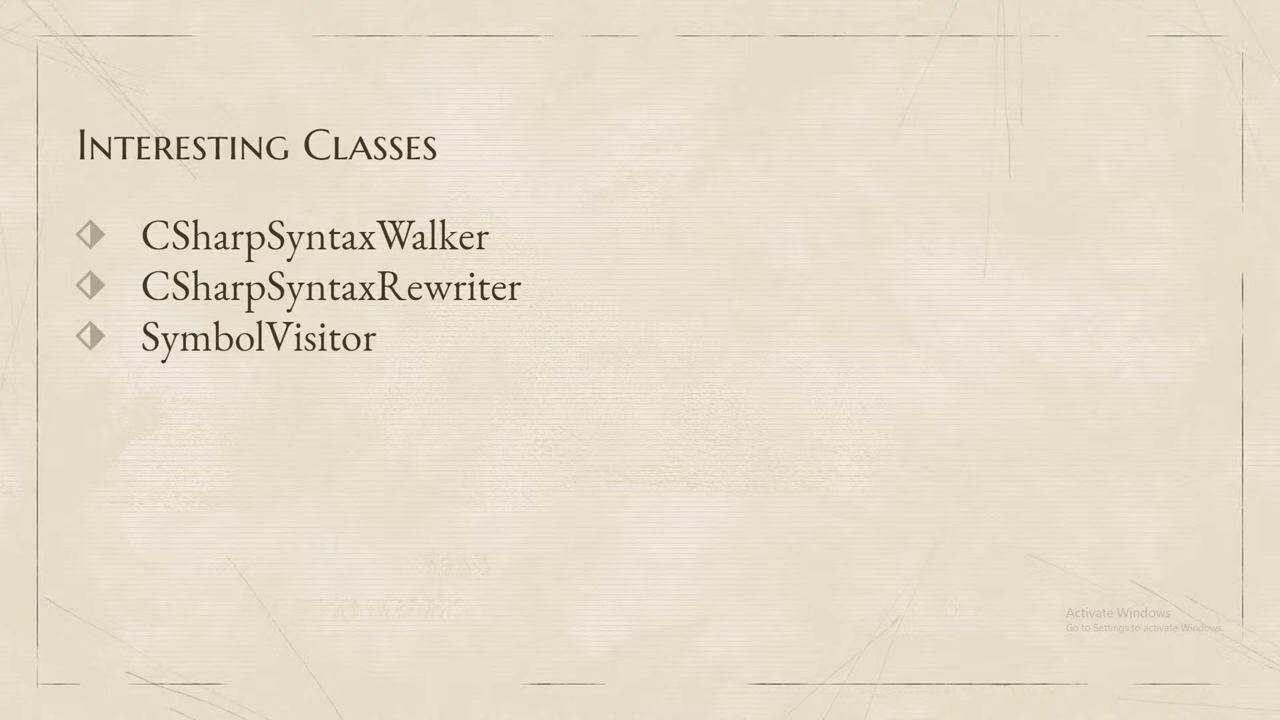 Interesting Classes
CSharpSyntaxWalker
CSharpSyntaxRewriter
SymbolVisitor
Activate Windows
Go to Settings to activate Windows.